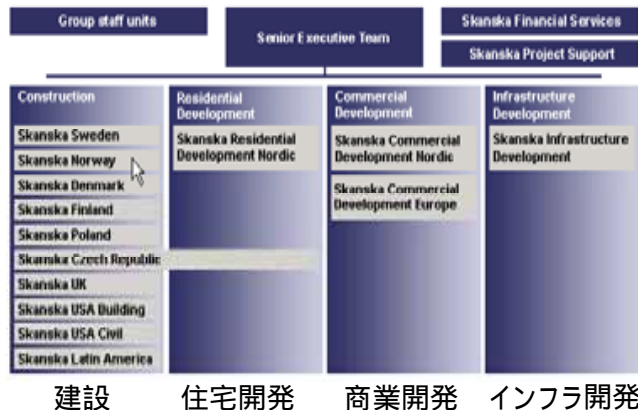 Group staff units
Senior Executive Team
Skanska Financial Services
Skanska Project Support
Construction
Skanska Sweden
Skanska Norway
Skanska Denmark
Skanska Finland
Skanska Poland
Skanska Czech Republic
Skanska UK
Skanska USA Building
Skanska USA Civil
Skanska Latin America
Residential
Development
Skanska Residential
Development Nordic
Commercial
Development
Skanska Commercial
Development Nordic
Skanska Commercial
Development Europe
Infrastructure
Development
Skanska Infrastructure
Development
建設
住宅開発
商業開発
インフラ開発